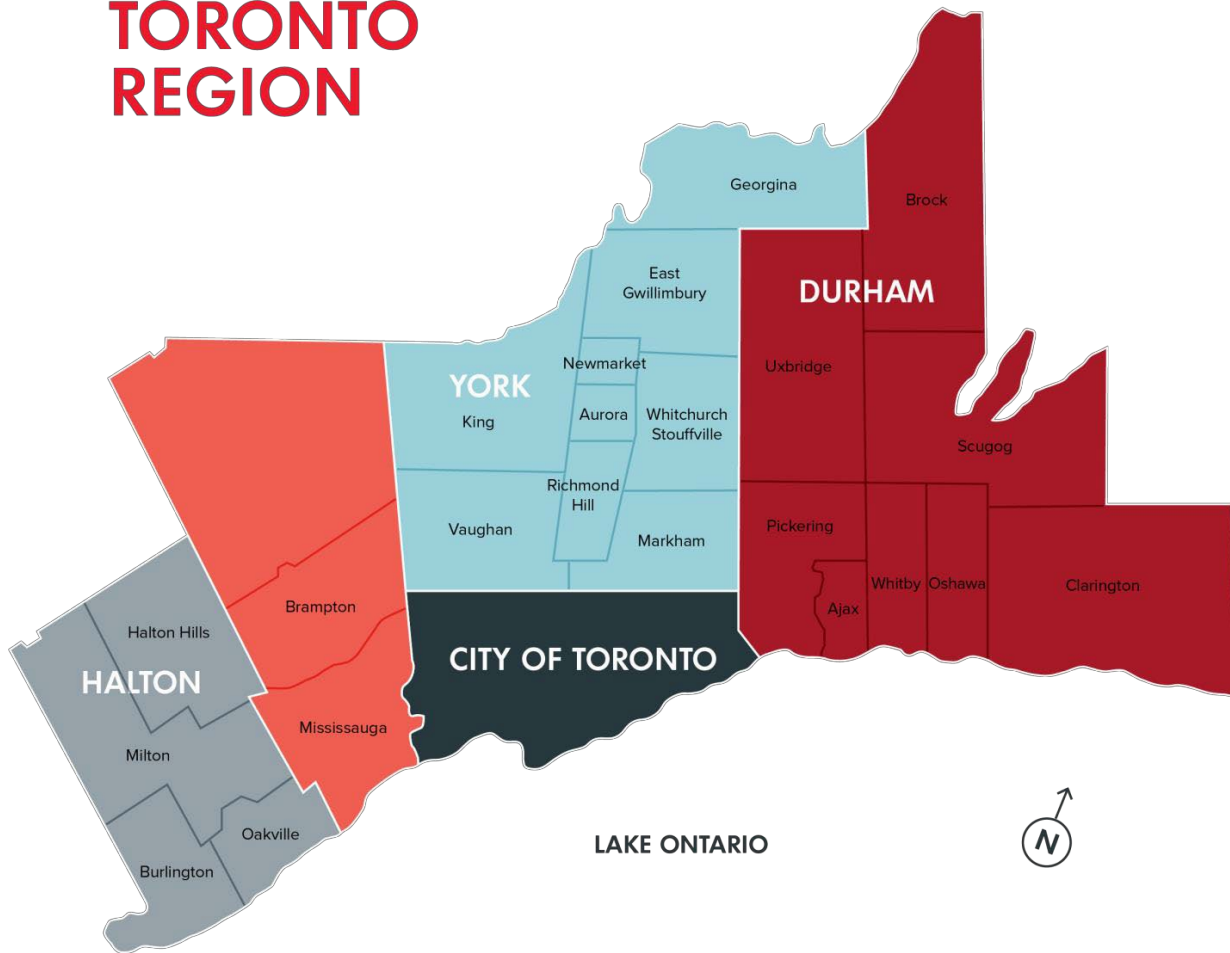 TORONTO
REGION
Georgina
Brock
East
Gwillimbury
DURHAM
Newmarket
Uxbridge
YORK
King
Aurora
Whitchurch
Stouffville
Scugog
Richmond
Hill
Vaughan
Markham
Pickering
Ajax
Whitby
Oshawa
Clarington
Brampton
Halton Hills
CITY OF TORONTO
HALTON
Mississauga
Milton
Oakville
Burlington
LAKE ONTARIO
N